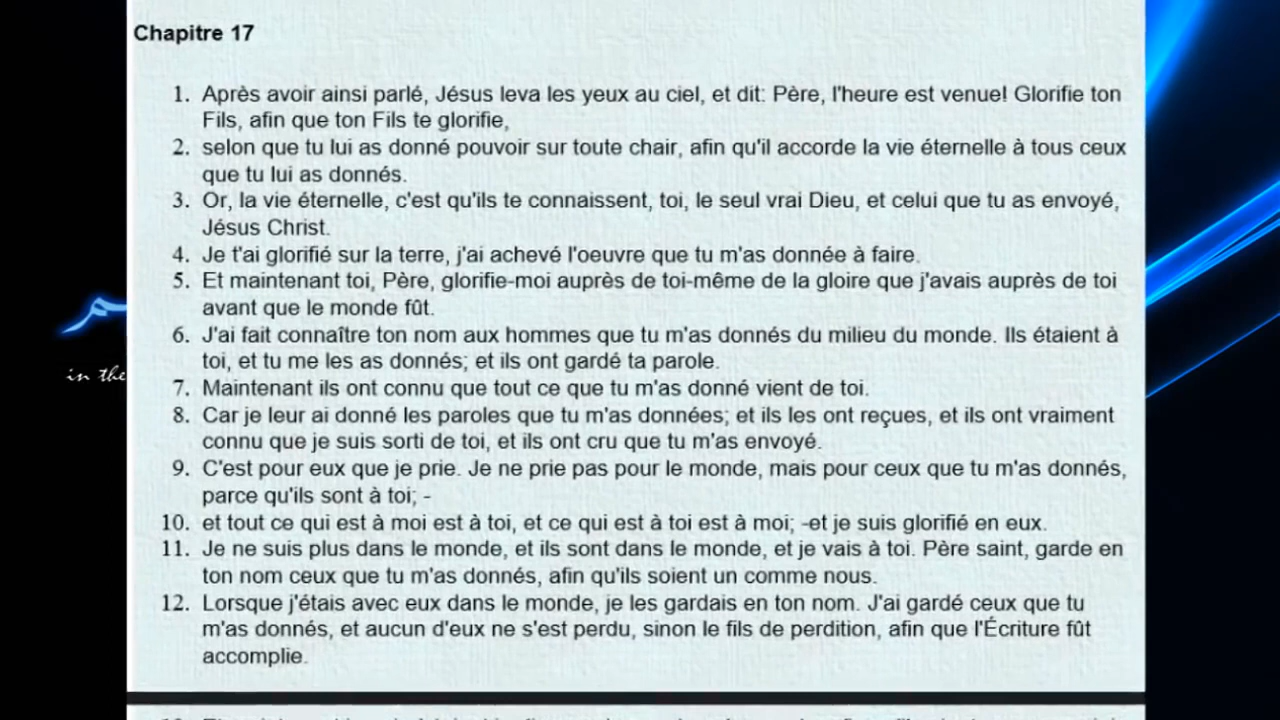 Chapitre 17
1. Après avoir ainsi parlé, Jésus leva les yeux au ciel, et dit: Père, l'heure est venue! Glorifie ton
Fils, afin que ton Fils te glorifie,
2. selon que tu lui as donné pouvoir sur toute chair, afin qu'il accorde la vie éternelle à tous ceux
que tu lui as donnés.
3. Or, la vie éternelle, c'est qu'ils te connaissent, toi, le seul vrai Dieu, et celui que tu as envoyé,
Jésus Christ.
4. Je t'ai glorifié sur la terre, j'ai achevé l'oeuvre que tu m'as donnée à faire.
5. Et maintenant toi, Père, glorifie-moi auprès de toi-même de la gloire que j'avais auprès de toi
avant que le monde fût.
6. J'ai fait connaître ton nom aux hommes que tu m'as donnés du milieu du monde. Ils étaient à
toi, et tu me les as donnés; et ils ont gardé ta parole.
in the
7. Maintenant ils ont connu que tout ce que tu m'as donné vient de toi.
8. Car je leur ai donné les paroles que tu m'as données; et ils les ont reçues, et ils ont vraiment
connu que je suis sorti de toi, et ils ont cru que tu m'as envoyé.
9. C'est pour eux que je prie. Je ne prie pas pour le monde, mais pour ceux que tu m'as donnés,
parce qu'ils sont à toi; -
10. et tout ce qui est à moi est à toi, et ce qui est à toi est à moi; -et je suis glorifié en eux.
11. Je ne suis plus dans le monde, et ils sont dans le monde, et je vais à toi. Père saint, garde en
ton nom ceux que tu m'as donnés, afin qu'ils soient un comme nous.
12. Lorsque j'étais avec eux dans le monde, je les gardais en ton nom. J'ai gardé ceux que tu
m'as donnés, et aucun d'eux ne s'est perdu, sinon le fils de perdition, afin que l'Écriture fût
accomplie.